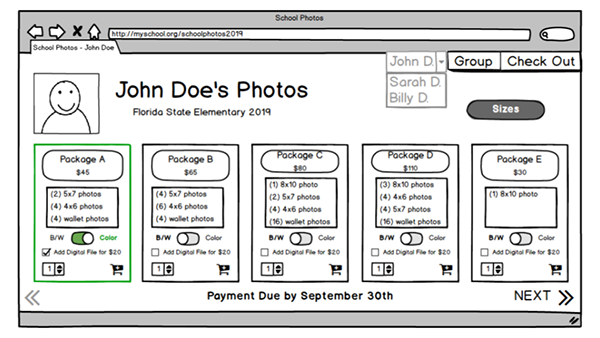 School Photos
http://myschool.org/schoolphotos2019
School Photos - John Doe
John D. Group Check Out
Sarah D.
Billy D.
John Doe's Photos
Florida State Elementary 2019
Sizes
Package A
$45
(2) 5x7 photos
(4) 4x6 photos
(4) wallet photos
B/W Color
Add Digital File for $20
1
Package B
$65
(4) 5x7 photos
(6) 4x6 photos
(4) wallet photos
B/W Color
Add Digital File for $20
1
Package C
$80
(1) 8x10 photo
(2) 5x7 photos
(4) 4x6 photos
(16) wallet photos
B/W Color
Add Digital File for $20
1
Package D
$110
(3) 8x10 photos
(4) 4x6 photos
(4) 5x7 photos
(16) wallet photos
B/W Color
Add Digital File for $20
1
Package E
$30
(1) 8x10 photo
B/W Color
Add Digital File for $20
1
Payment Due by September 30th
NEXT